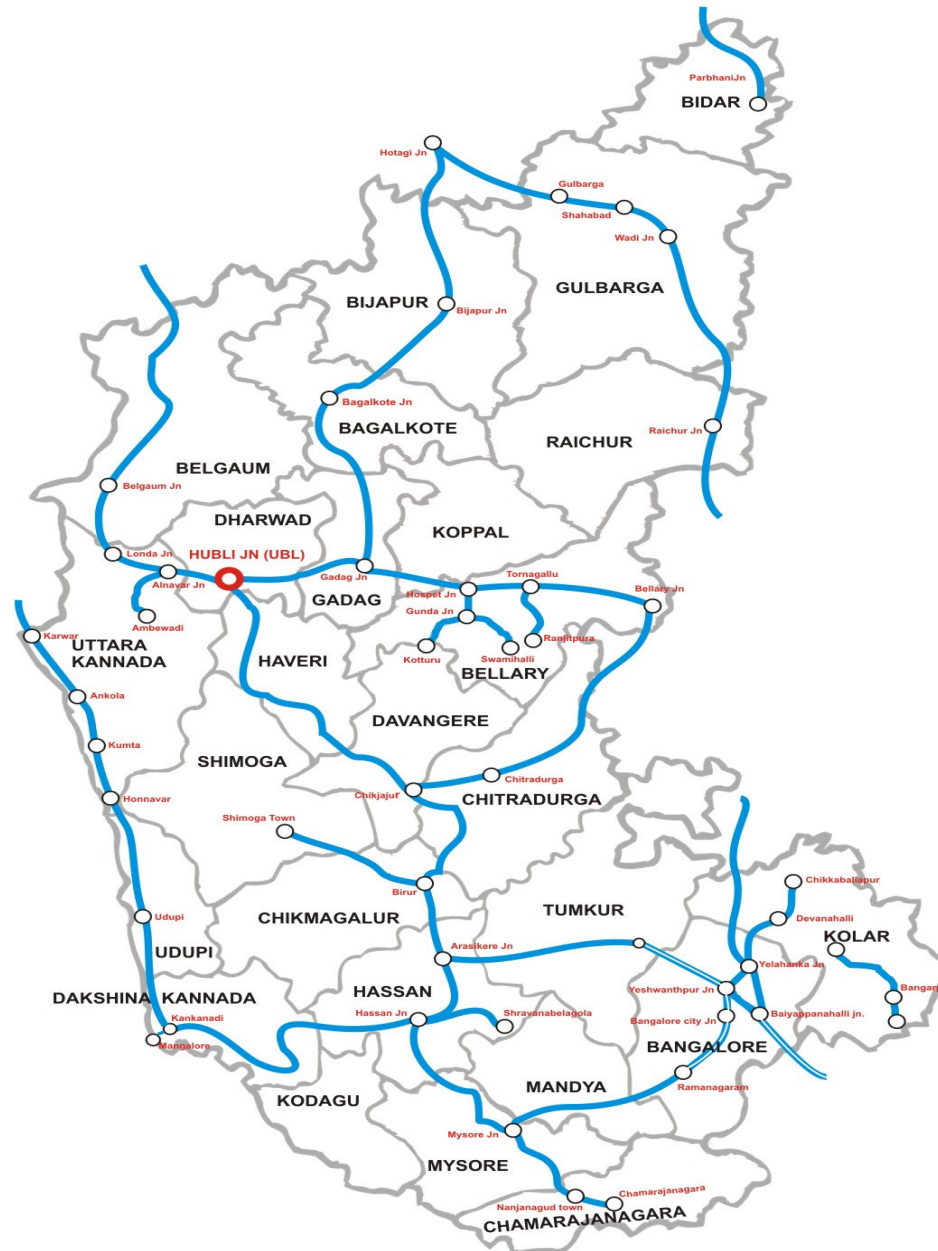 ParbhaniJn
BIDAR
Hotagi Jn
Gulbarga
Shahabad
Wadi Jn
GULBARGA
BIJAPUR
Bijapur Jn
Bagalkote Jn
BAGALKOTE
RAICHUR
Raichur Jn
BELGAUM
Belgaum Jn
DHARWAD
KOPPAL
HUBLI JN (UBL)
Londa Jn
Alnavar Jn
Gadag Jn
GADAG
Hospet Jn
Tornagallu
Bellary Jn
Gunda Jn
Ambewadi
Karwar
UTTARA
KANNADA
HAVERI
Kotturu
Swamihalli
Ranjitpura
BELLARY
Ankola
DAVANGERE
Kumta
SHIMOGA
Honnavar
Chikjajur
Chitradurga
CHITRADURGA
Shimoga Town
Birur
Chikkaballapur
TUMKUR
CHIKMAGALUR
Udupi
Devanahalli
KOLAR
UDUPI
Arasikere Jn
Yelahanka Jn
HASSAN
DAKSHINA KANNADA
Yeshwanthpur Jn
Kankanadi
Hassan Jn
Shravanabelagola
Bangalore city Jn
Baiyappanahalli jn.
Mangalore
BANGALORE
KODAGU
MANDYA
Ramanagaram
Mysore Jn
MYSORE
Nanjanagud town
Chamarajanagara
CHAMARAJANAGARA